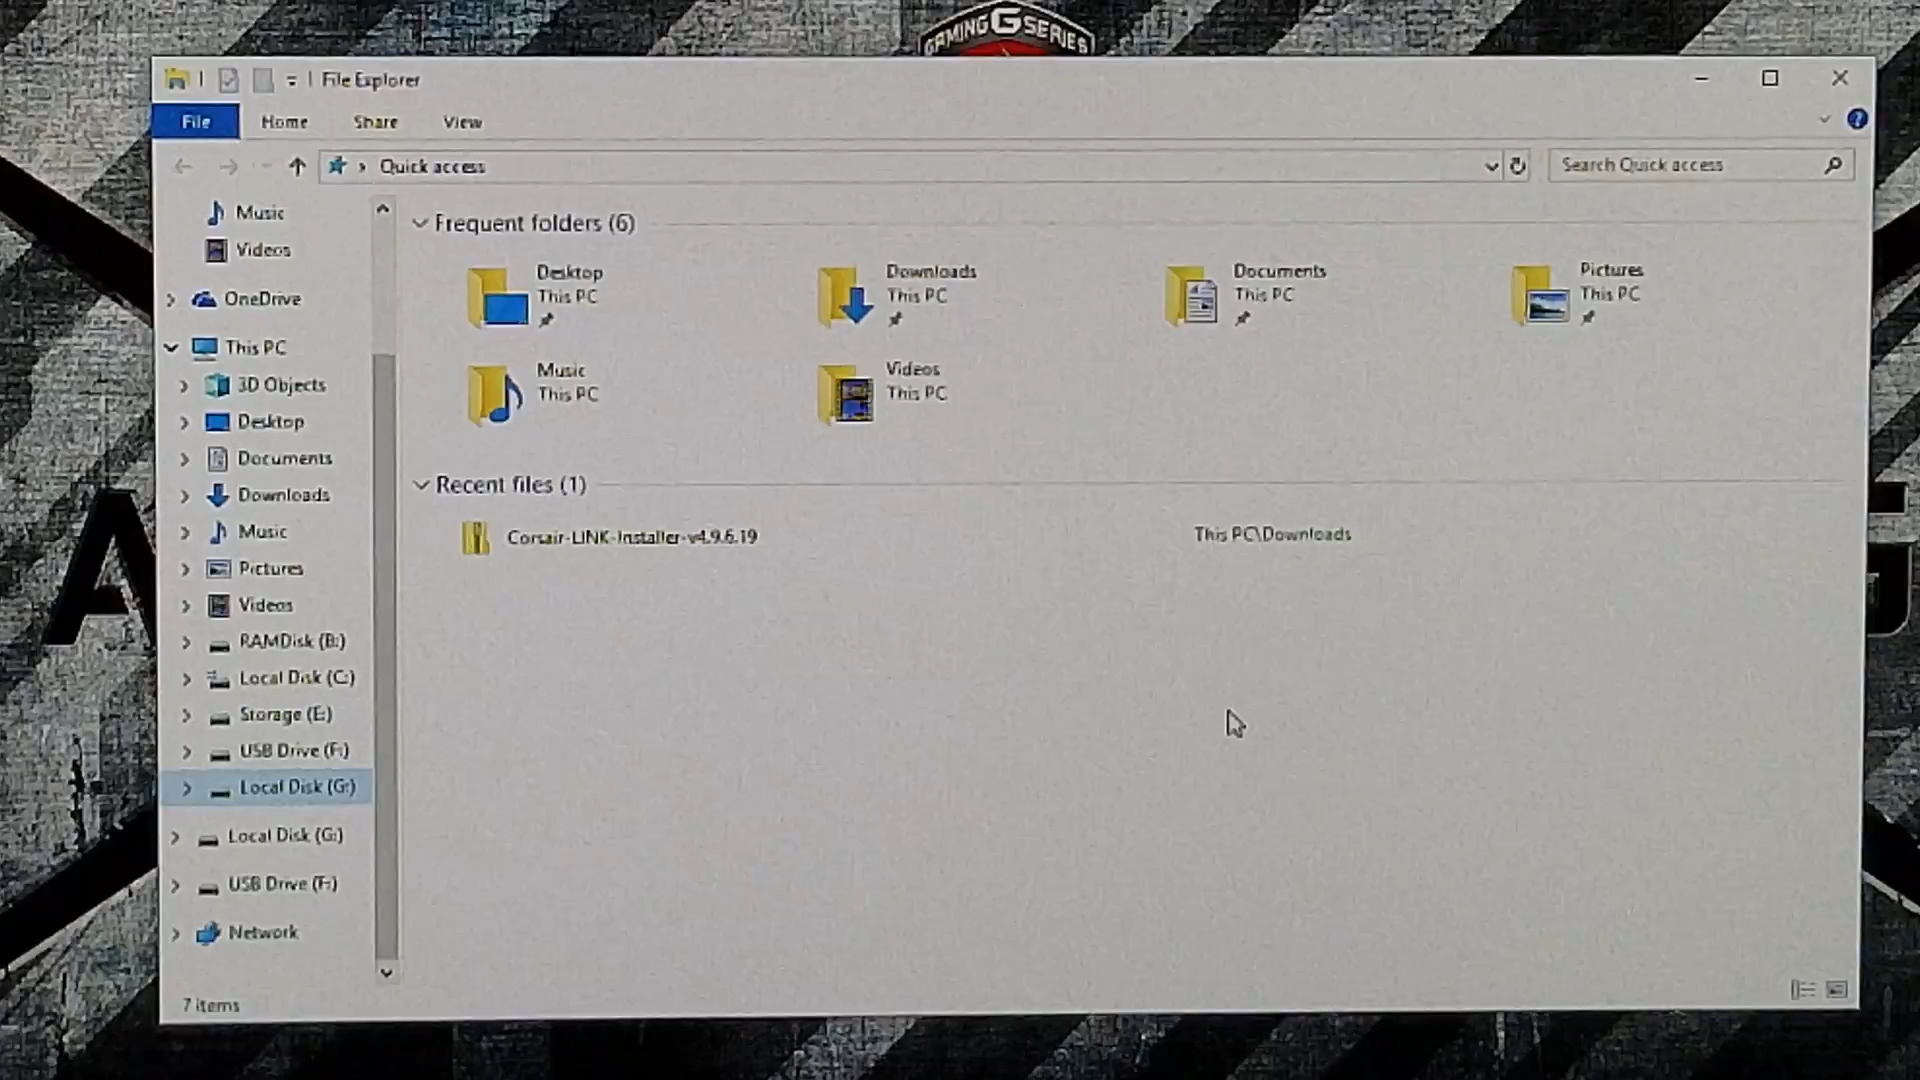 GAMING G SERIES
File Explorer
File Home Share View
Quick access
Search Quick access
Music
Videos
OneDrive
This PC
3D Objects
Desktop
Documents
Downloads
Music
Pictures
Videos
RAMDisk (B:)
Local Disk (C:)
Storage (E:)
USB Drive (F:)
Local Disk (G:)
Local Disk (G:)
USB Drive (F:)
Network
Frequent folders (6)
Desktop
This PC
Downloads
This PC
Documents
This PC
Pictures
This PC
Music
This PC
Videos
This PC
Recent files (1)
Corsair-LINK-Installer-v4.9.6.19 This PC\Downloads
7 items
A
G